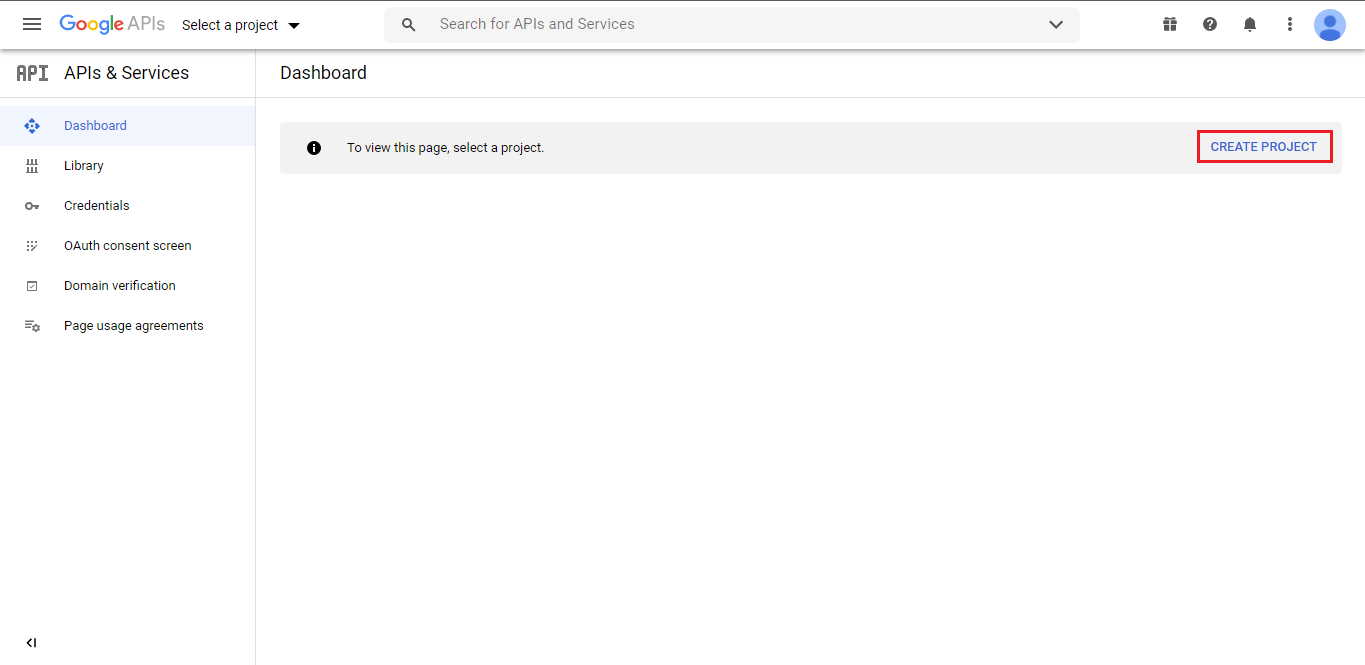 Google APIs Select a project Search for APIs and Services
API APIs & Services
Dashboard
Dashboard
Library
Credentials
OAuth consent screen
Domain verification
Page usage agreements
To view this page, select a project. CREATE PROJECT